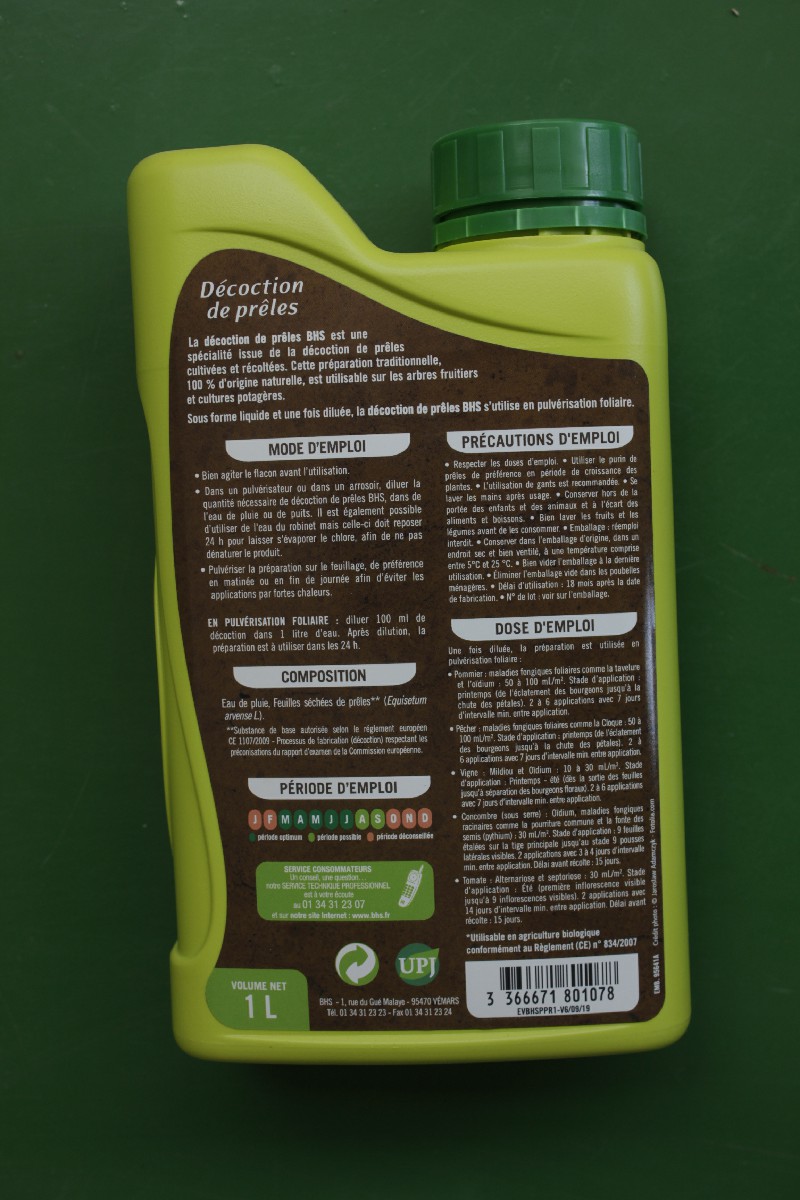 Décoction
de prêles
La décoction de prêles BHS est une
spécialité issue de la décoction de prêles
cultivées et récoltées. Cette préparation traditionnelle,
100 % d'origine naturelle, est utilisable sur les arbres fruitiers
et cultures potagères.
Sous forme liquide et une fois diluée, la décoction de prêles BHS s'utilise en pulvérisation foliaire.
MODE D'EMPLOI
• Bien agiter le flacon avant l'utilisation.
• Dans un pulvérisateur ou dans un arrosoir, diluer la
quantité nécessaire de décoction de prêles BHS, dans de
l'eau de pluie ou de puits. Il est également possible
d'utiliser de l'eau du robinet mais celle-ci doit reposer
24 h pour laisser s'évaporer le chlore, afin de ne pas
dénaturer le produit.
• Pulvériser la préparation sur le feuillage, de préférence
en matinée ou en fin de journée afin d'éviter les
applications par fortes chaleurs.
EN PULVÉRISATION FOLIAIRE : diluer 100 ml de
décoction dans 1 litre d'eau. Après dilution, la
préparation est à utiliser dans les 24 h.
COMPOSITION
Eau de pluie, Feuilles séchées de prêles** (Equisetum
arvense L).
**Substance de base autorisée selon le réglement européen
CE 1107/2009 - Processus de fabrication (décoction) respectant les
préconisations du rapport d'examen de la Commission européenne.
PÉRIODE D'EMPLOI
J F M A M J J A S O N D
période optimum période possible période déconseillée
SERVICE CONSOMMATEURS
Un conseil, une question...
notre SERVICE TECHNIQUE PROFESSIONNEL
est à votre écoute
au 01 34 31 23 07
et sur notre site Internet : www.bhs.fr
UPJ
VOLUME NET
1 L
BHS - 1, rue du Gué Malaye - 95470 VÉMARS
Tél. 01 34 31 23 23 - Fax 01 34 31 23 24
PRÉCAUTIONS D'EMPLOI
• Respecter les doses d'emploi. • Utiliser le purin de
prêles de préférence en période de croissance des
plantes. • L'utilisation de gants est recommandée. • Se
laver les mains après usage. • Conserver hors de la
portée des enfants et des animaux et à l'écart des
aliments et boissons. • Bien laver les fruits et les
légumes avant de les consommer. • Emballage : réemploi
interdit. • Conserver dans l'emballage d'origine, dans un
endroit sec et bien ventilé, à une température comprise
entre 5°C et 25 °C. • Bien vider l'emballage à la dernière
utilisation. • Éliminer l'emballage vide dans les poubelles
ménagères. • Délai d'utilisation : 18 mois après la date
de fabrication. • N° de lot : voir sur l'emballage.
DOSE D'EMPLOI
Une fois diluée, la préparation est utilisée en
pulvérisation foliaire :
• Pommier : maladies fongiques foliaires comme la tavelure
et l'oïdium : 50 à 100 mL/m². Stade d'application :
printemps (de l'éclatement des bourgeons jusqu'à la
chute des pétales). 2 à 6 applications avec 7 jours
d'intervalle min. entre application.
• Pêcher : maladies fongiques foliaires comme la Cloque : 50 à
100 mL/m². Stade d'application : printemps (de l'éclatement
des bourgeons jusqu'à la chute des pétales). 2 à
6 applications avec 7 jours d'intervalle min. entre application.
• Vigne : Mildiou et Oïdium : 10 à 30 mL/m². Stade
d'application : Printemps - été (dès la sortie des feuilles
jusqu'à séparation des bourgeons floraux). 2 à 6 applications
avec 7 jours d'intervalle min. entre application.
• Concombre (sous serre) : Oïdium, maladies fongiques
racinaires comme la pourriture commune et la fonte des
semis (pythium) : 30 mL/m². Stade d'application : 9 feuilles
étalées sur la tige principale jusqu'au stade 9 pousses
latérales visibles. 2 applications avec 3 à 4 jours d'intervalle
min. entre application. Délai avant récolte : 15 jours.
• Tomate : Alternariose et septoriose : 30 mL/m². Stade
d'application : Été (première inflorescence visible
jusqu'à 9 inflorescences visibles). 2 applications avec
14 jours d'intervalle min. entre application. Délai avant
récolte : 15 jours.
*Utilisable en agriculture biologique
conformément au Règlement (CE) n° 834/2007
3 366671 801078
EVBHSPPR1-V6/09/19
EMB. 95641A Crédit photo : © Jaroslaw Adamczyk - Fotolia.com